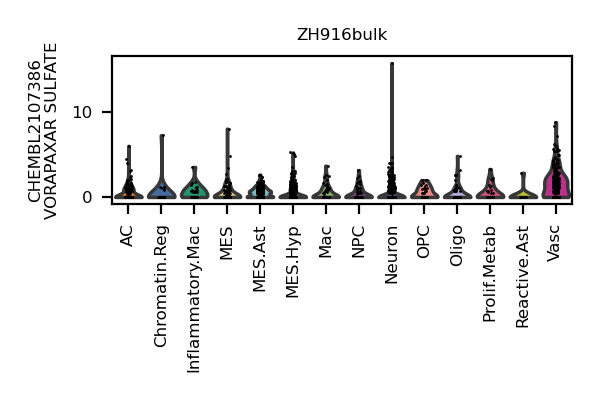 ZH916bulk
CHEMBL2107386
VORAPAXAR SULFATE
10
0
AC
Chromatin.Reg
Inflammatory.Mac
MES
MES.Ast
MES.Hyp
Mac
NPC
Neuron
OPC
Oligo
Prolif.Metab
Reactive.Ast
Vasc